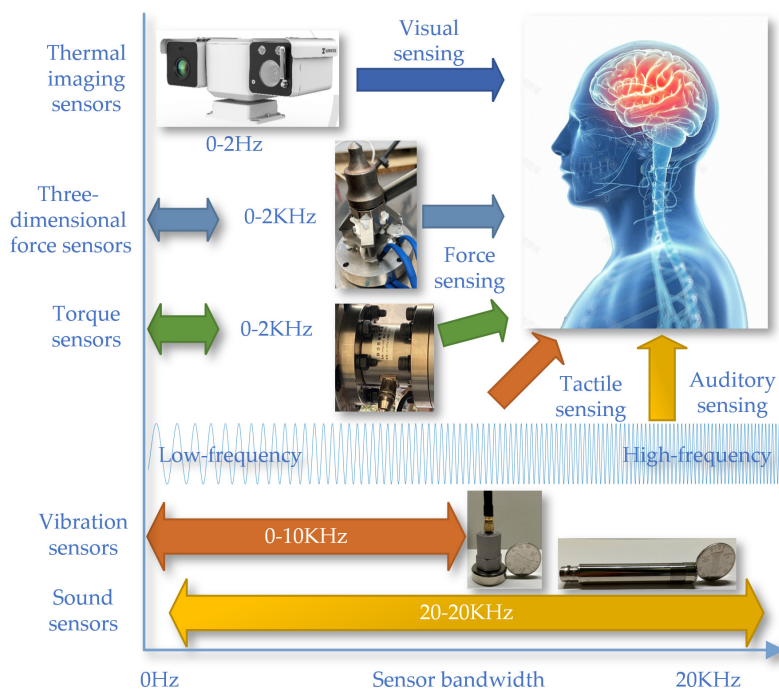 Thermal
imaging
sensors
Visual
sensing
0-2Hz
Three-
dimensional
force sensors
0-2KHz
Force
sensing
Torque
sensors
0-2KHz
Tactile
sensing
Auditory
sensing
Low-frequency
High-frequency
Vibration
sensors
0-10KHz
Sound
sensors
20-20KHz
0Hz
Sensor bandwidth
20KHz